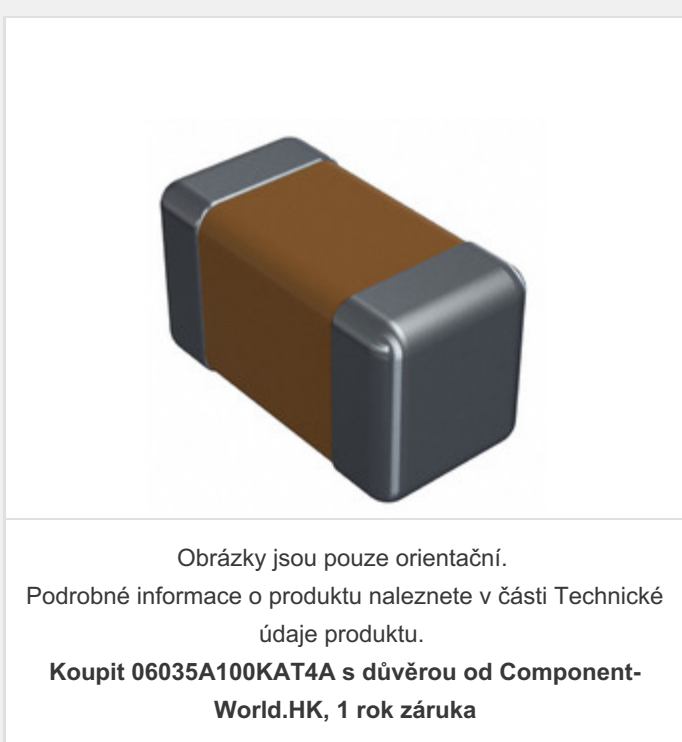 Obrázky jsou pouze orientační.
Podrobné informace o produktu naleznete v části Technické
údaje produktu.
Koupit 06035A100KAT4A s důvěrou od Component-
World.HK, 1 rok záruka